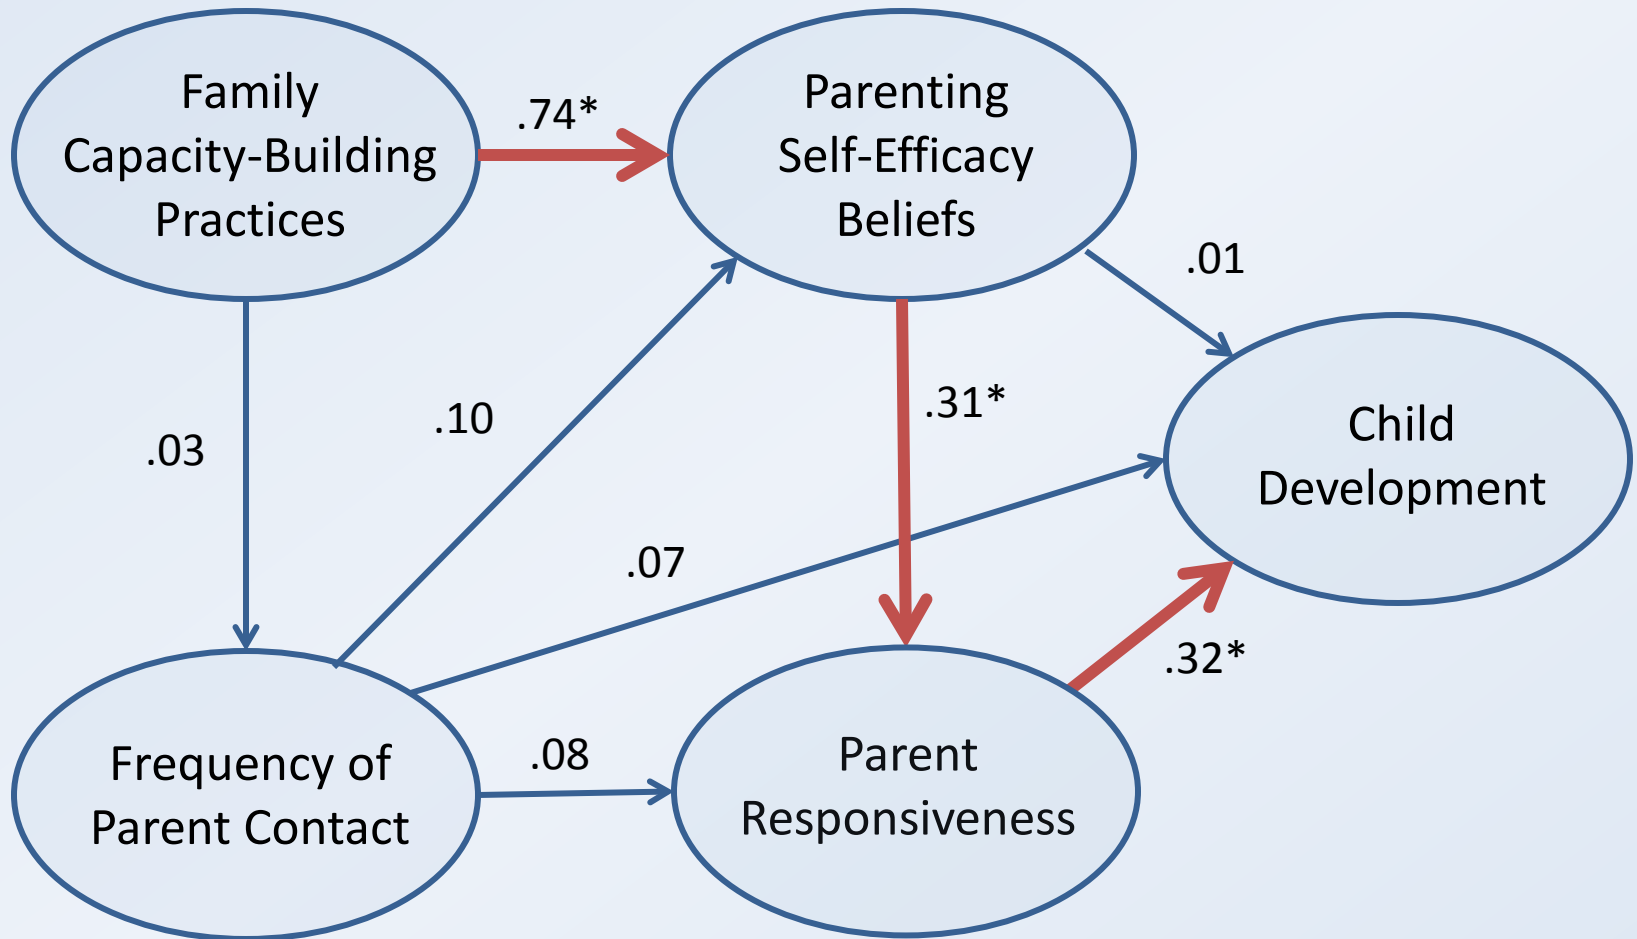 Family
Capacity-Building
Practices
.74*
Parenting
Self-Efficacy
Beliefs
.01
.03
.10
.31*
Child
Development
.07
.32*
Frequency of
Parent Contact
.08
Parent
Responsiveness